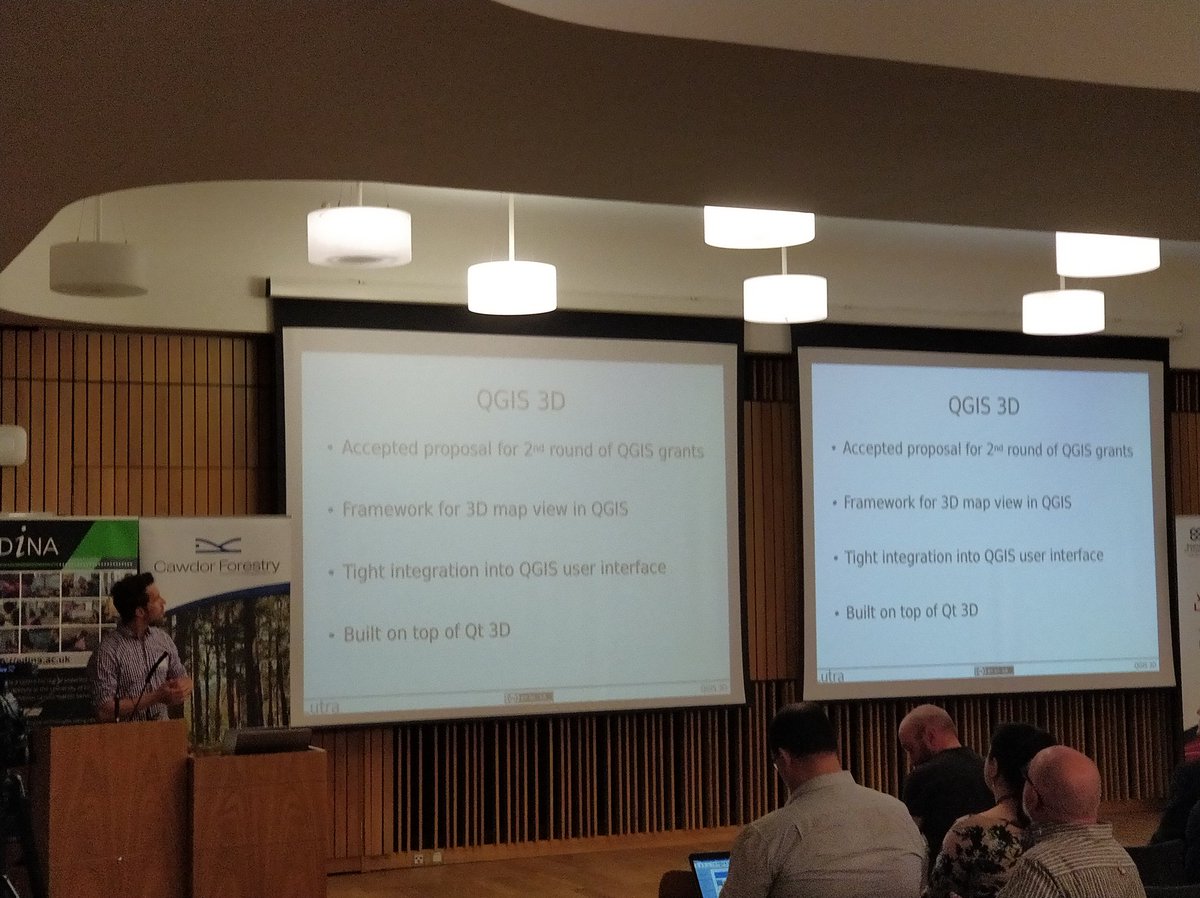 QGIS 3D
• Accepted proposal for 2nd round of QGIS grants
• Framework for 3D map view in QGIS
• Tight integration into QGIS user interface
• Built on top of Qt 3D
utra
QGIS 3D
QGIS 3D
• Accepted proposal for 2nd round of QGIS grants
• Framework for 3D map view in QGIS
• Tight integration into QGIS user interface
• Built on top of Qt 3D
utra
QGIS 3D
DiNA
Cawdor Forestry
dina.ac.uk